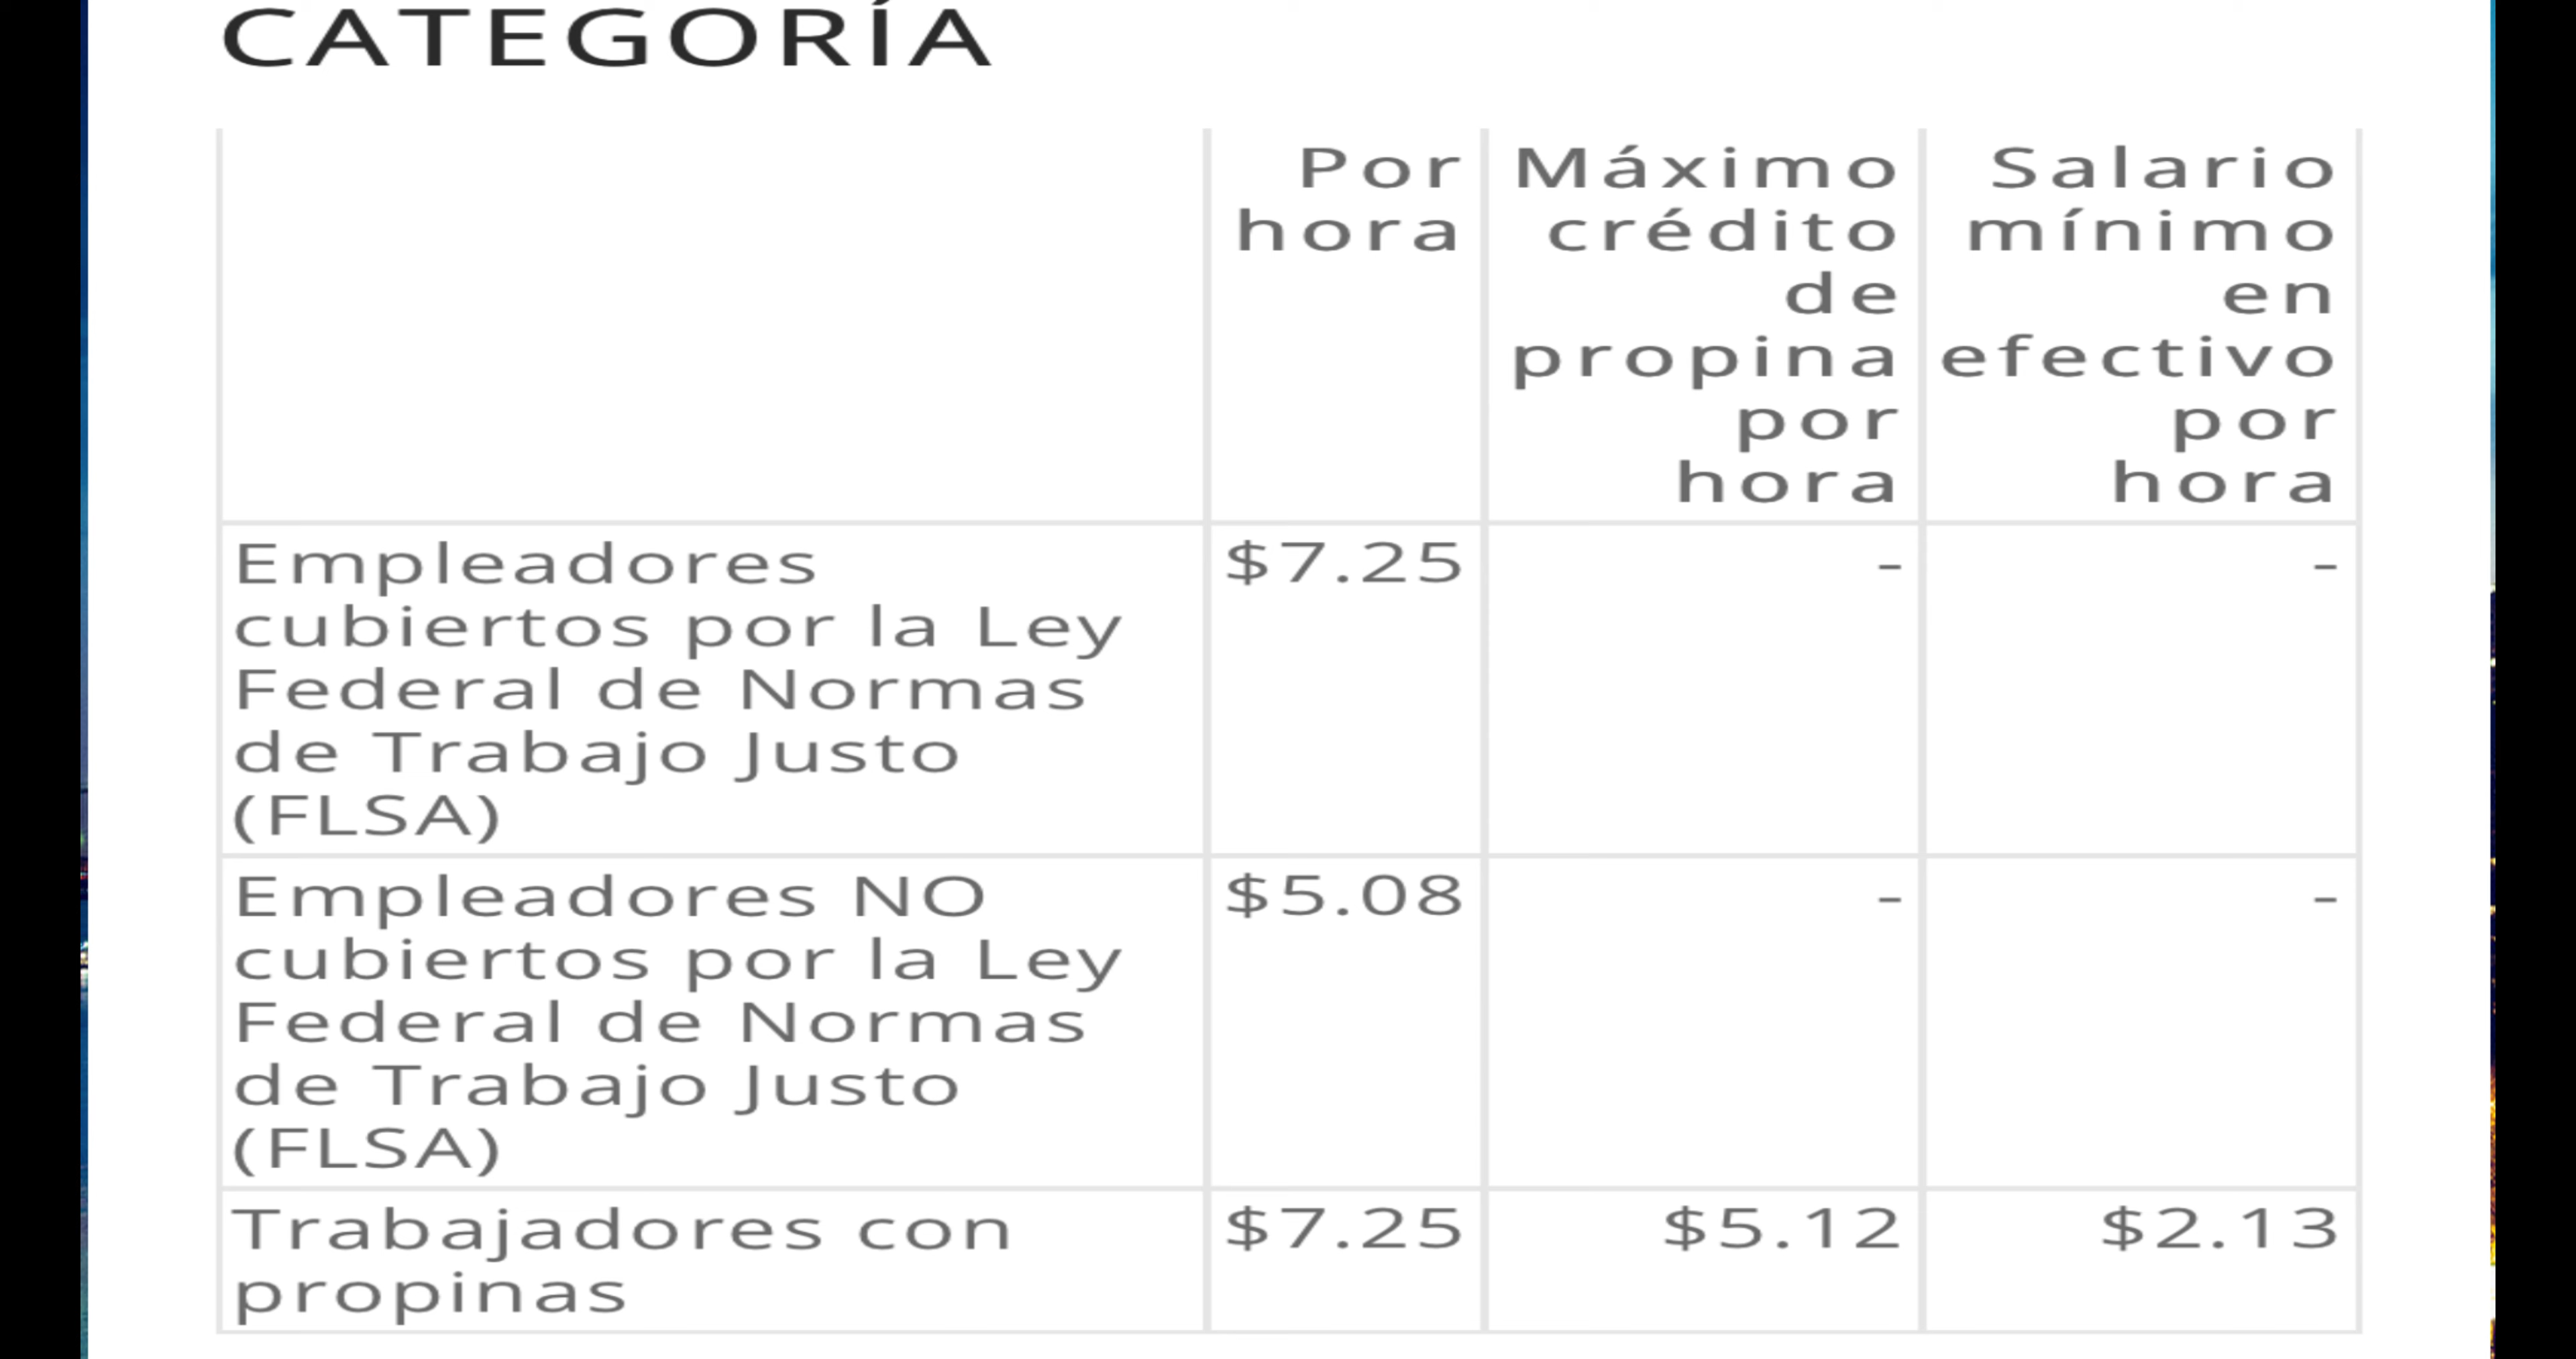 CATEGORÍA
Por
hora
Máximo
crédito
de
propina
por
hora
Salario
mínimo
en
efectivo
por
hora
Empleadores
cubiertos por la Ley
Federal de Normas
de Trabajo Justo
(FLSA)
$7.25
-
-
Empleadores NO
cubiertos por la Ley
Federal de Normas
de Trabajo Justo
(FLSA)
$5.08
-
-
Trabajadores con
propinas
$7.25
$5.12
$2.13